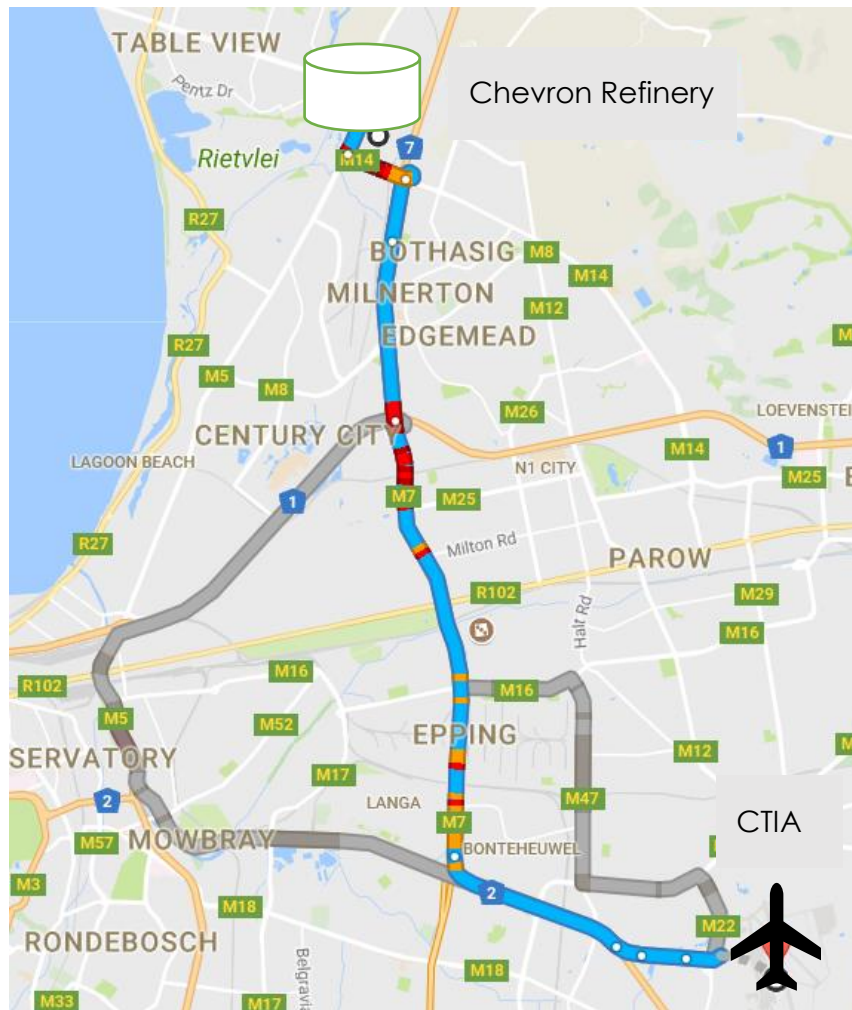 TABLE VIEW
Pentz Dr
Chevron Refinery
7
Rietvlei
M14
R27
BOTHASIG
M8
M14
MILNERTON
M12
EDGEMEAD
R27
M5
M8
M26
LOEVENSTEI
CENTURY CITY
M14
1
LAGOON BEACH
N1 CITY
M25
1
M7
M25
R27
Milton Rd
PAROW
R102
M29
Halt Rd
M16
M16
R102
M16
M5
M52
EPPING
SERVATORY
M12
M17
2
LANGA
M47
CTIA
M7
M57
MOWBRAY
BONTEHEUWEL
M3
2
M18
M22
RONDEBOSCH
M18
Belgravia
M33
M17